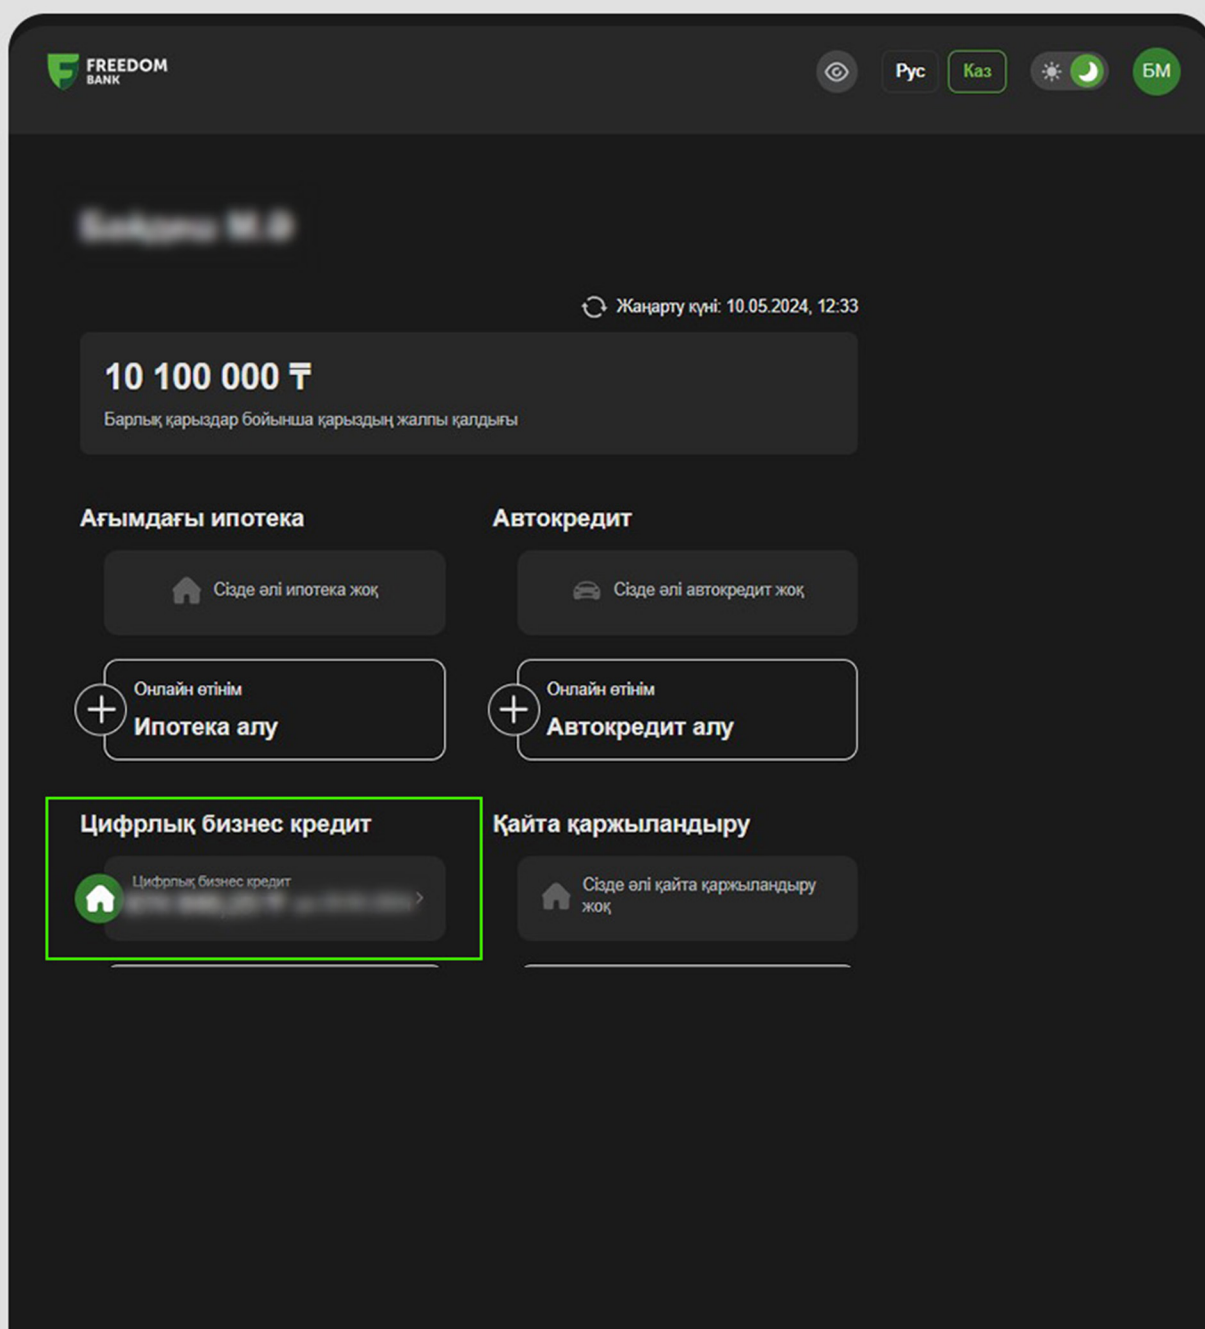 FREEDOM
BANK
Рус
Каз
БМ
Жаңарту күні: 10.05.2024, 12:33
10 100 000 ₸
Барлық қарыздар бойынша қарыздың жалпы қалдығы
Ағымдағы ипотека
Автокредит
Сізде әлі ипотека жоқ
Сізде әлі автокредит жоқ
Онлайн өтінім
Ипотека алу
Онлайн өтінім
Автокредит алу
Цифрлық бизнес кредит
Қайта қаржыландыру
Цифрлық бизнес кредит
Сізде әлі қайта қаржыландыру
жоқ